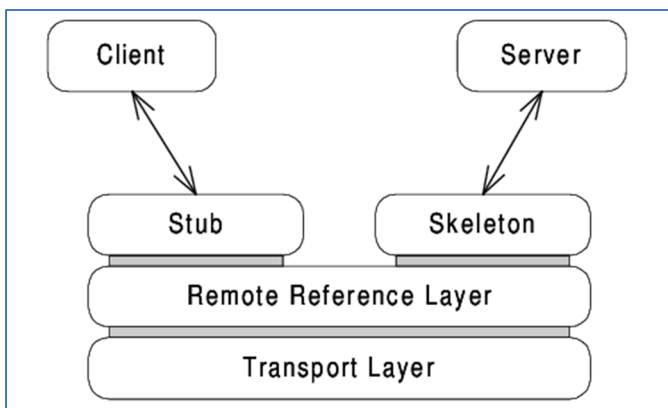 Client
Server
Stub
Skeleton
Remote Reference Layer
Transport Layer